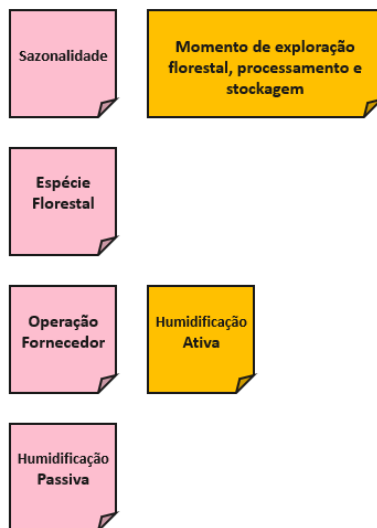 Sazonalidade
Momento de exploração
florestal, processamento e
stockagem
Espécie
Florestal
Operação
Fornecedor
Humidificação
Ativa
Humidificação
Passiva